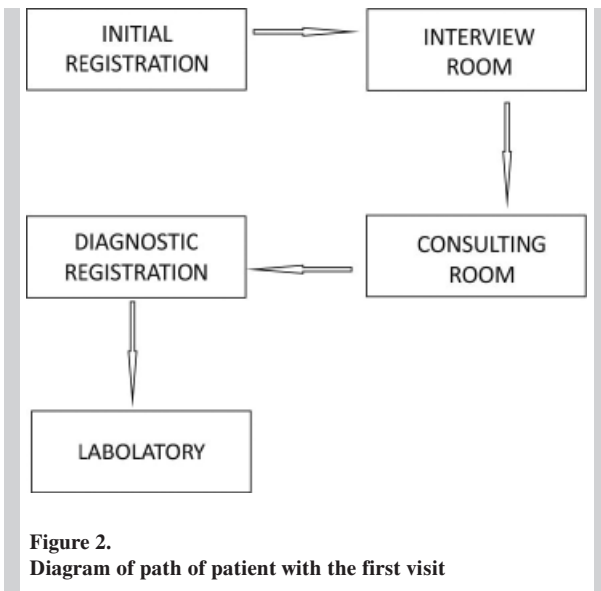 INITIAL
REGISTRATION
INTERVIEW
ROOM
CONSULTING
ROOM
DIAGNOSTIC
REGISTRATION
LABOLATORY
Figure 2.
Diagram of path of patient with the first visit